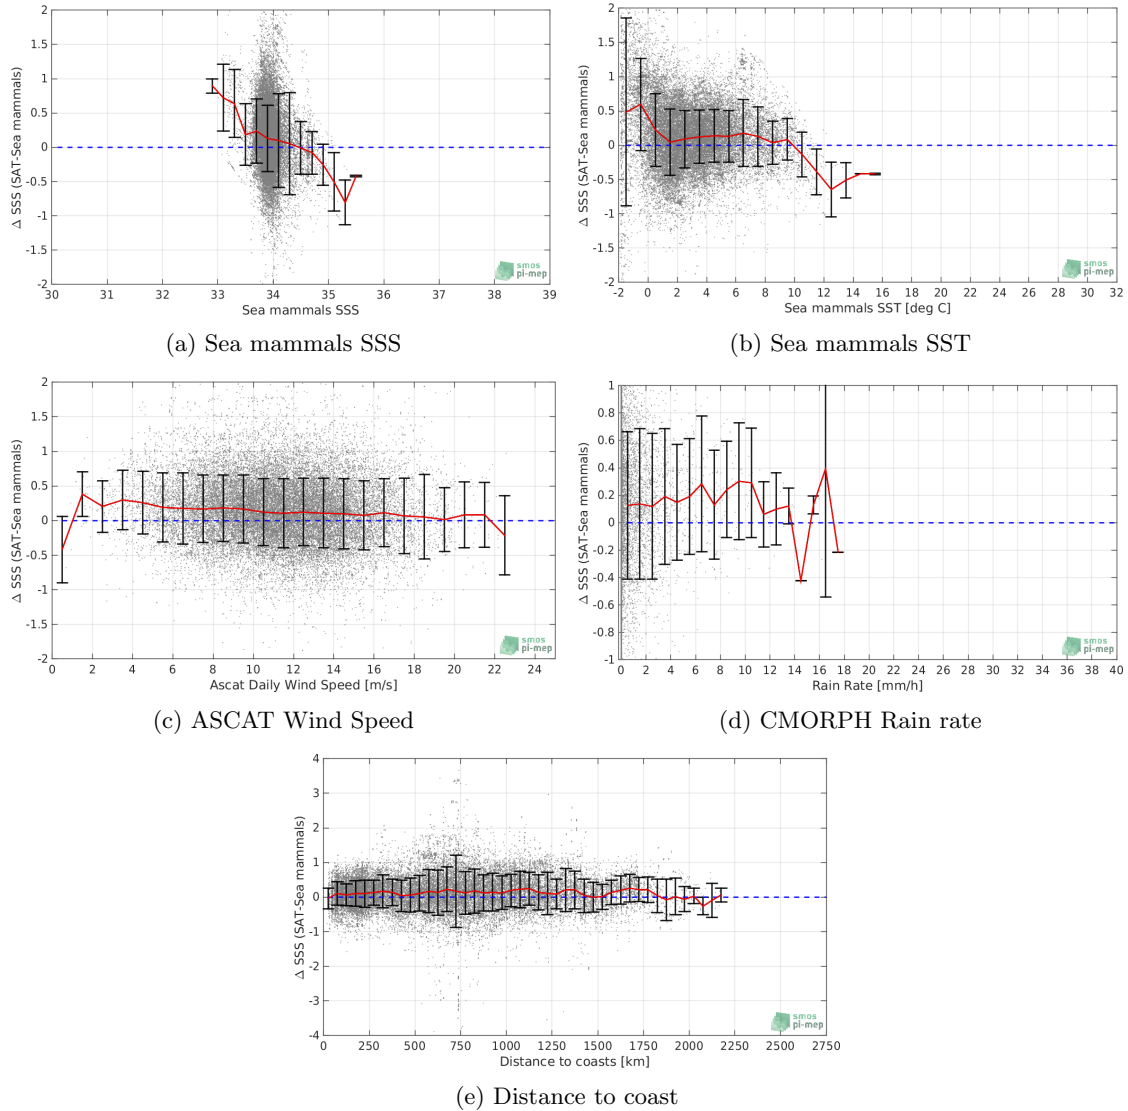 2
1.5
1
0.5
0
-0.5
-1
-1.5
-2
Δ SSS (SAT-Sea mammals)
30 31 32 33 34 35 36 37 38 39
Sea mammals SSS
smos
pi-mep
(a) Sea mammals SSS
2
1.5
1
0.5
0
-0.5
-1
-1.5
-2
Δ SSS (SAT-Sea mammals)
-2 0 2 4 6 8 10 12 14 16 18 20 22 24 26 28 30 32
Sea mammals SST [deg C]
smos
pi-mep
(b) Sea mammals SST
2
1.5
1
0.5
0
-0.5
-1
-1.5
-2
Δ SSS (SAT-Sea mammals)
0 2 4 6 8 10 12 14 16 18 20 22 24
Ascat Daily Wind Speed [m/s]
smos
pi-mep
(c) ASCAT Wind Speed
1
0.8
0.6
0.4
0.2
0
-0.2
-0.4
-0.6
-0.8
-1
Δ SSS (SAT-Sea mammals)
0 2 4 6 8 10 12 14 16 18 20 22 24 26 28 30 32 34 36 38 40
Rain Rate [mm/h]
smos
pi-mep
(d) CMORPH Rain rate
4
3
2
1
0
-1
-2
-3
-4
Δ SSS (SAT-Sea mammals)
0 250 500 750 1000 1250 1500 1750 2000 2250 2500 2750
Distance to coasts [km]
smos
pi-mep
(e) Distance to coast